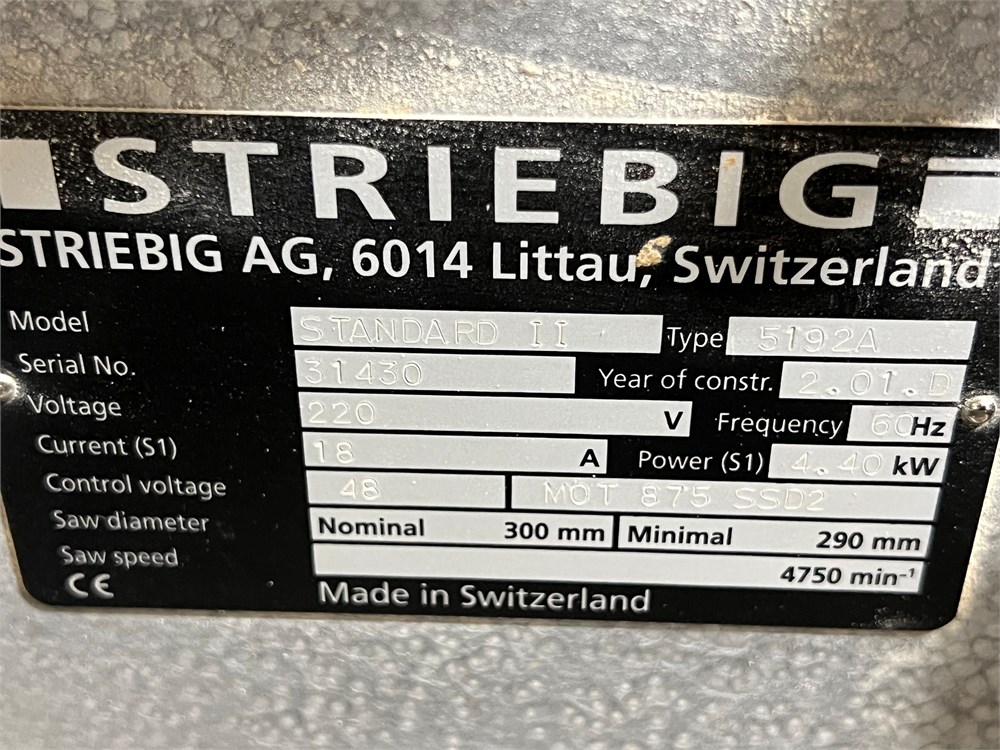 STRIEBIG
STRIEBIG AG, 6014 Littau, Switzerland
Model STANDARD II Type 5192A
Serial No. 31430 Year of constr. 2.01.D
Voltage 220 V Frequency 60Hz
Current (S1) 18 A Power (S1) 4.40 kW
Control voltage 48 MOT 875 SSD2
Saw diameter Nominal 300 mm Minimal 290 mm
Saw speed 4750 min⁻¹
CE Made in Switzerland